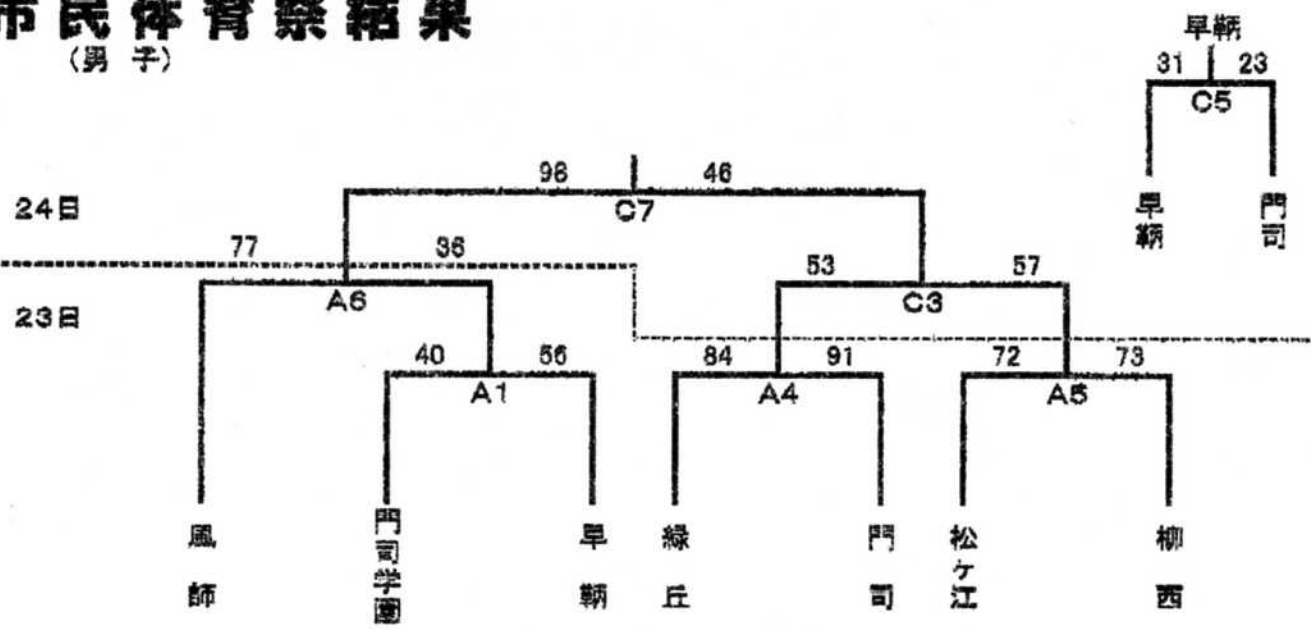 市民体育祭結果
(男子)
早鞆
31 23
C5
早鞆 門司
24日
98 46
C7
77 36
53 57
A6
C3
23日
40 56 84 91 72 73
A1 A4 A5
風師 門司学園 早鞆 緑丘 門司 松ヶ江 柳西